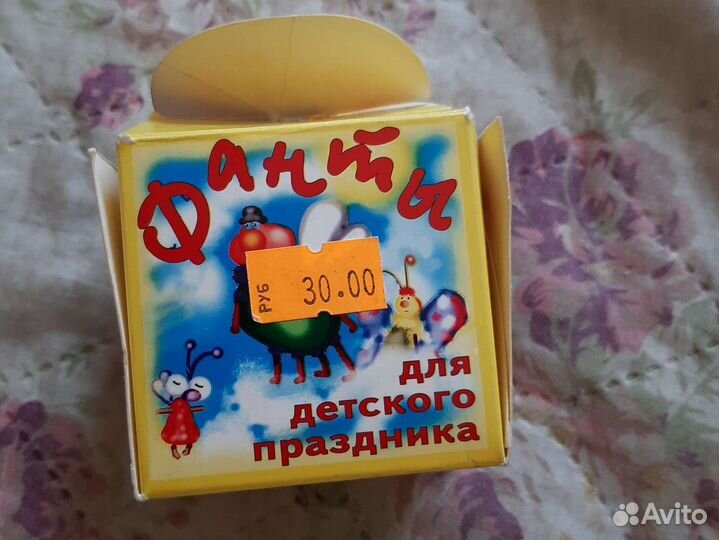 Фанты
РУБ 30.00
для
детского
праздника
Avito